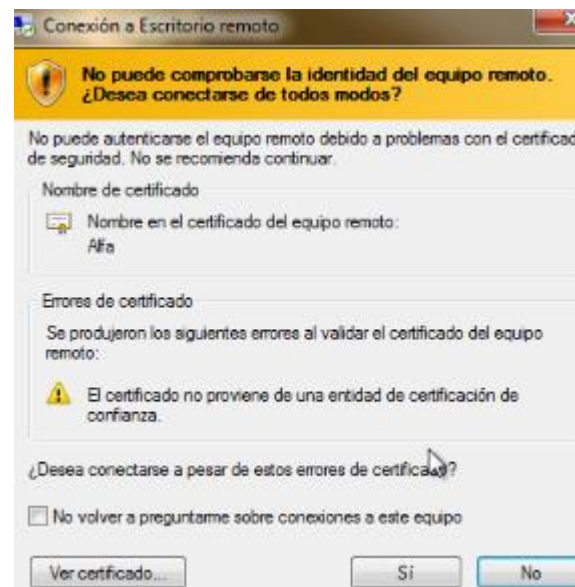 Conexión a Escritorio remoto
No puede comprobarse la identidad del equipo remoto.
¿Desea conectarse de todos modos?
No puede autenticarse el equipo remoto debido a problemas con el certificad
de seguridad. No se recomienda continuar.
Nombre de certificado
Nombre en el certificado del equipo remoto:
Alfa
Errores de certificado
Se produjeron los siguientes errores al validar el certificado del equipo
remoto:
El certificado no proviene de una entidad de certificación de
confianza.
¿Desea conectarse a pesar de estos errores de certificado?
No volver a preguntarme sobre conexiones a este equipo
Ver certificado...
Sí
No